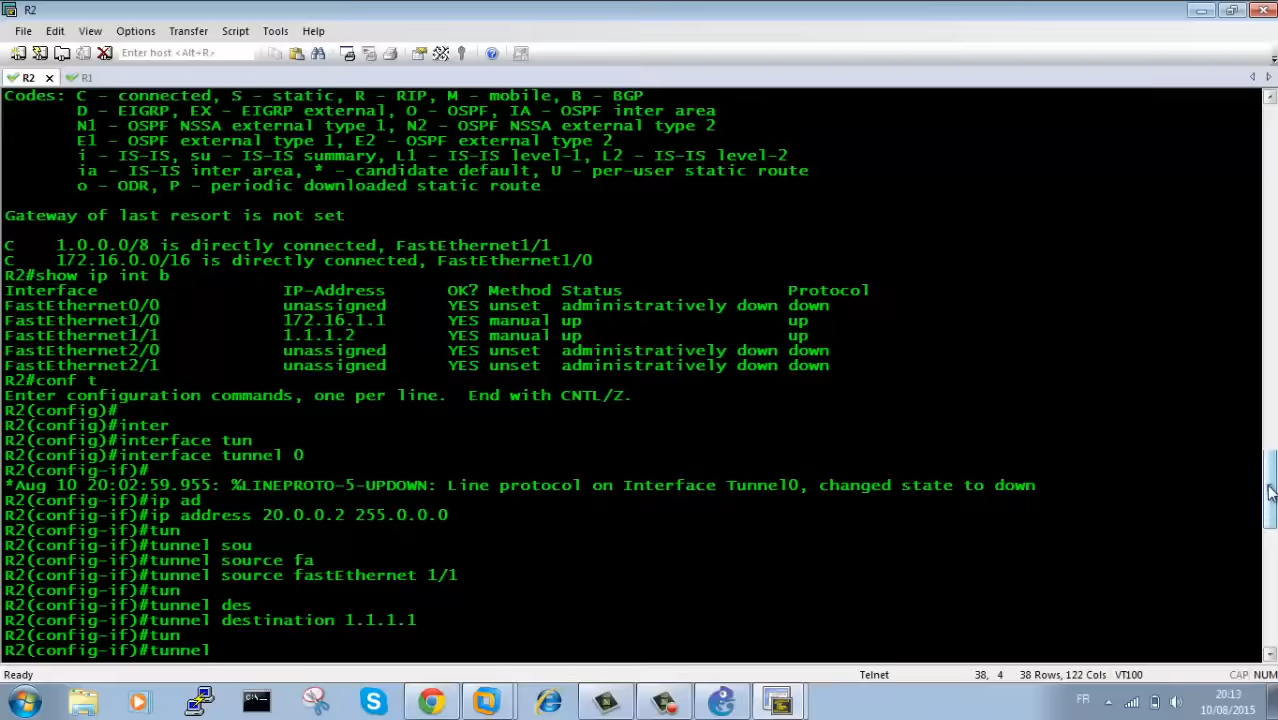 R2
File Edit View Options Transfer Script Tools Help
Enter host <Alt+R>
R2 R1
Codes: C - connected, S - static, R - RIP, M - mobile, B - BGP
D - EIGRP, EX - EIGRP external, O - OSPF, IA - OSPF inter area
N1 - OSPF NSSA external type 1, N2 - OSPF NSSA external type 2
E1 - OSPF external type 1, E2 - OSPF external type 2
i - IS-IS, su - IS-IS summary, L1 - IS-IS level-1, L2 - IS-IS level-2
ia - IS-IS inter area, * - candidate default, U - per-user static route
o - ODR, P - periodic downloaded static route
Gateway of last resort is not set
C 1.0.0.0/8 is directly connected, FastEthernet1/1
C 172.16.0.0/16 is directly connected, FastEthernet1/0
R2#show ip int b
Interface IP-Address OK? Method Status Protocol
FastEthernet0/0 unassigned YES unset administratively down down
FastEthernet1/0 172.16.1.1 YES manual up up
FastEthernet1/1 1.1.1.2 YES manual up up
FastEthernet2/0 unassigned YES unset administratively down down
FastEthernet2/1 unassigned YES unset administratively down down
R2#conf t
Enter configuration commands, one per line. End with CNTL/Z.
R2(config)#
R2(config)#inter
R2(config)#interface tun
R2(config)#interface tunnel 0
R2(config-if)#
*Aug 10 20:02:59.955: %LINEPROTO-5-UPDOWN: Line protocol on Interface Tunnel0, changed state to down
R2(config-if)#ip ad
R2(config-if)#ip address 20.0.0.2 255.0.0.0
R2(config-if)#tun
R2(config-if)#tunnel sou
R2(config-if)#tunnel source fa
R2(config-if)#tunnel source fastEthernet 1/1
R2(config-if)#tun
R2(config-if)#tunnel des
R2(config-if)#tunnel destination 1.1.1.1
R2(config-if)#tun
R2(config-if)#tunnel
Ready Telnet 38, 4 38 Rows, 122 Cols VT100 CAP NUM
FR 20:13
10/08/2015